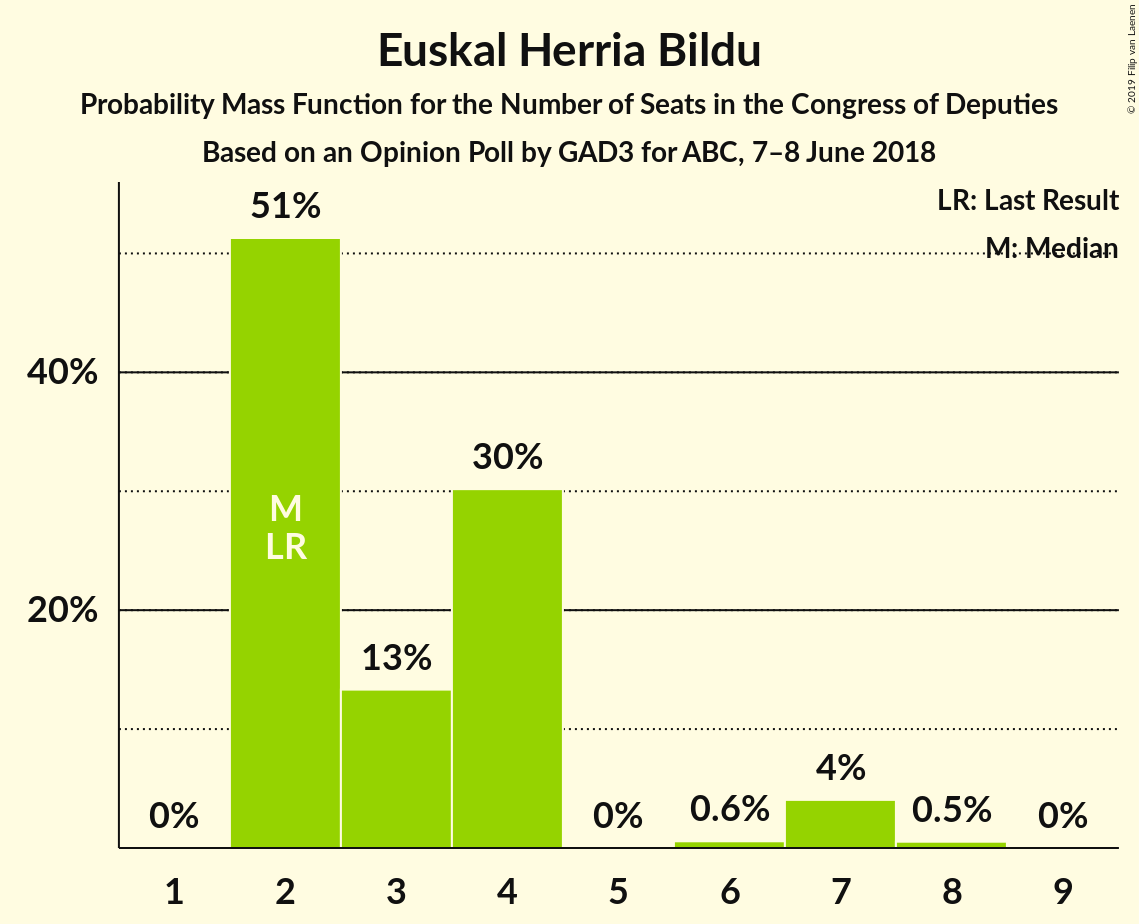 Euskal Herria Bildu
Probability Mass Function for the Number of Seats in the Congress of Deputies
Based on an Opinion Poll by GAD3 for ABC, 7–8 June 2018
© 2019 Filip van Laenen
LR: Last Result
M: Median
51%
40%
30%
M
LR
20%
13%
4%
0%
0%
0.6%
0.5%
0%
1 2 3 4 5 6 7 8 9